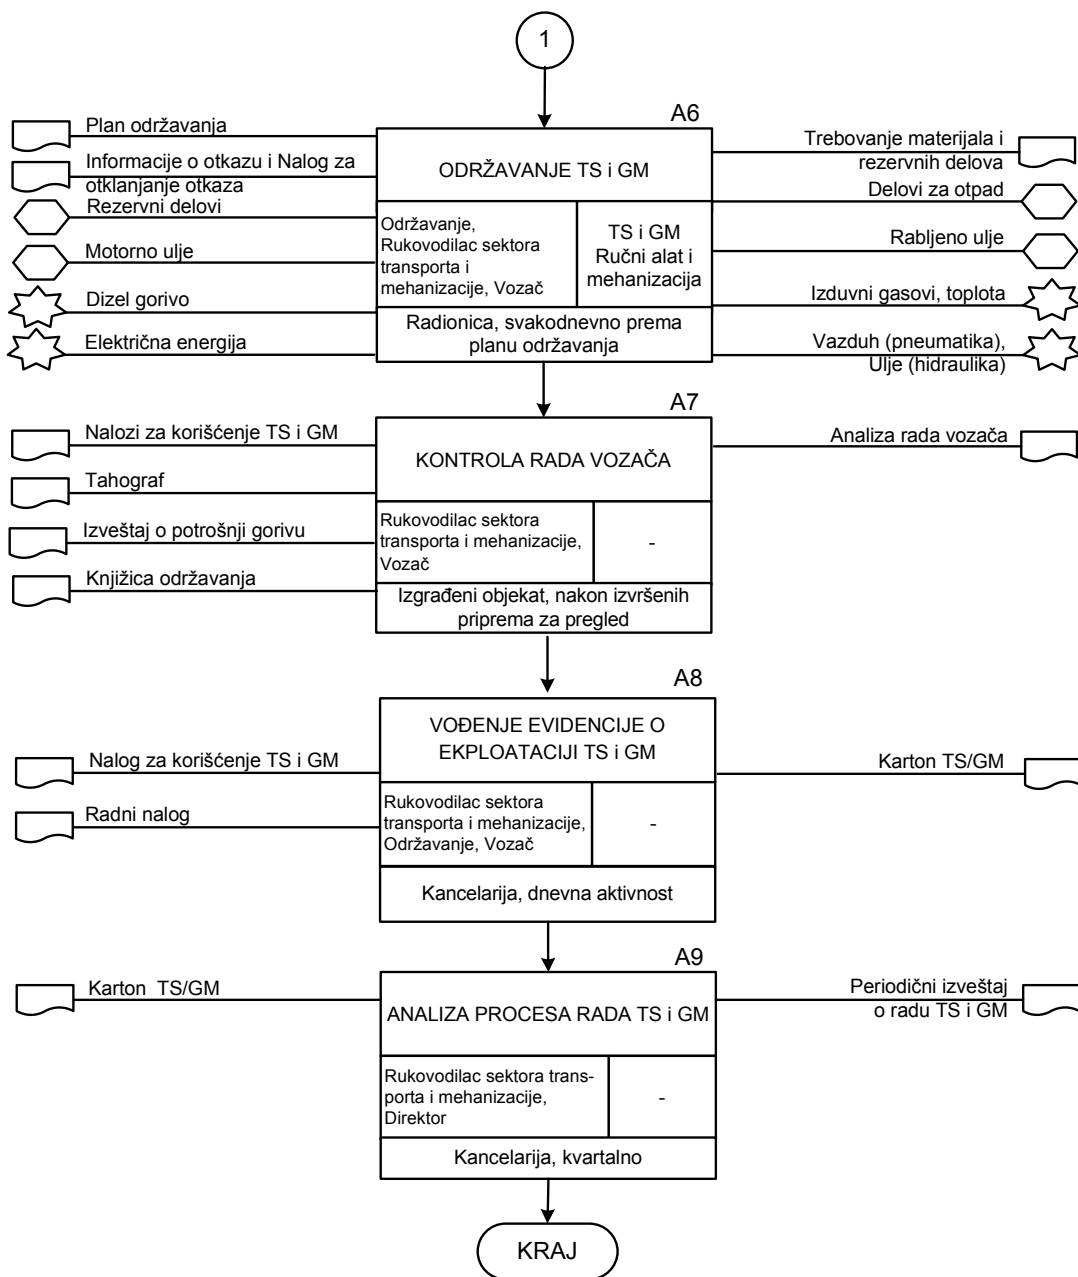 1
A6
Plan održavanja
Informacije o otkazu i Nalog za
otklanjanje otkaza
Rezervni delovi
Motorno ulje
Dizel gorivo
Električna energija
ODRŽAVANJE TS i GM
Održavanje,
Rukovodilac sektora
transporta i
mehanizacije, Vozač
TS i GM
Ručni alat i
mehanizacija
Radionica, svakodnevno prema
planu održavanja
Trebovanje materijala i
rezervnih delova
Delovi za otpad
Rabljeno ulje
Izduvni gasovi, toplota
Vazduh (pneumatika),
Ulje (hidraulika)
A7
Nalozi za korišćenje TS i GM
Tahograf
Izveštaj o potrošnji gorivu
Knjižica održavanja
KONTROLA RADA VOZAČA
Rukovodilac sektora
transporta i mehanizacije,
Vozač
-
Izgrađeni objekat, nakon izvršenih
priprema za pregled
Analiza rada vozača
A8
Nalog za korišćenje TS i GM
Radni nalog
VOĐENJE EVIDENCIJE O
EKPLOATACIJI TS i GM
Rukovodilac sektora
transporta i mehanizacije,
Održavanje, Vozač
-
Kancelarija, dnevna aktivnost
Karton TS/GM
A9
Karton TS/GM
ANALIZA PROCESA RADA TS i GM
Rukovodilac sektora trans-
porta i mehanizacije,
Direktor
-
Kancelarija, kvartalno
Periodični izveštaj
o radu TS i GM
KRAJ